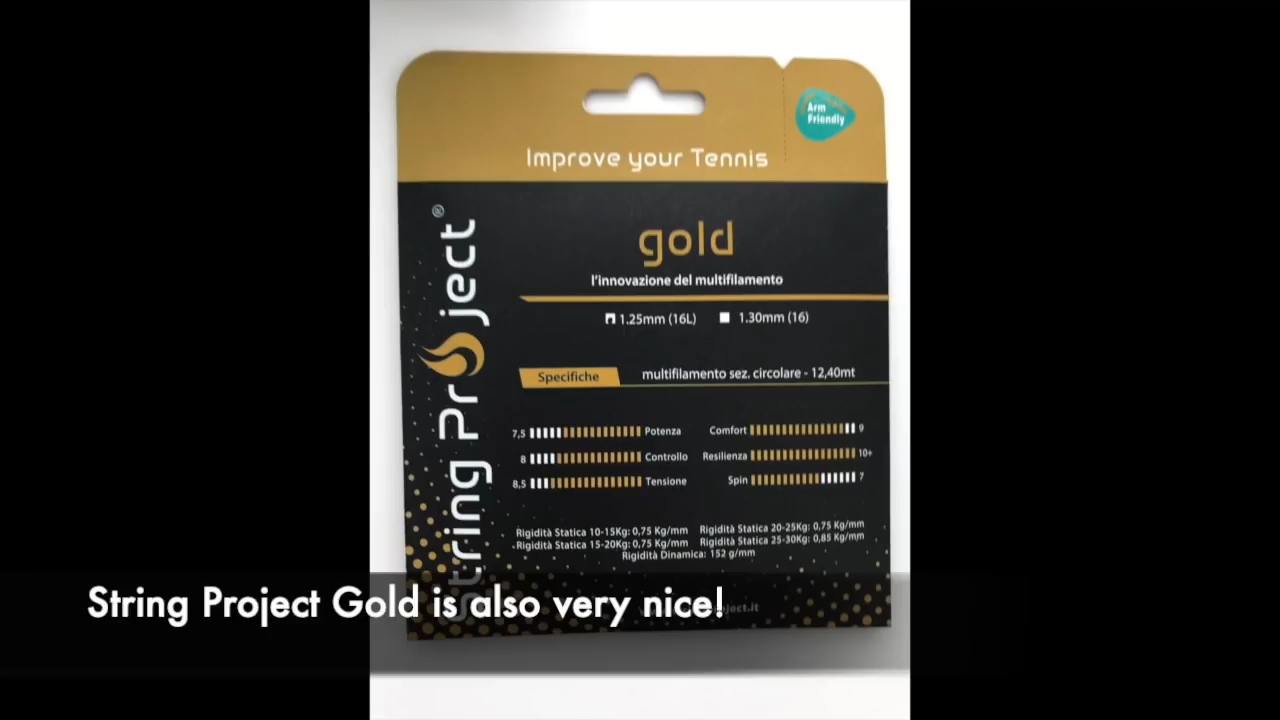 Arm
Friendly
Improve your Tennis
String Project®
gold
l'innovazione del multifilamento
1.25mm (16L) 1.30mm (16)
Specifiche multifilamento sez. circolare - 12,40mt
7,5 Potenza Comfort 9
8 Controllo Resilienza 10+
8,5 Tensione Spin 7
Rigidità Statica 10-15Kg: 0,75 Kg/mm Rigidità Statica 20-25Kg: 0,75 Kg/mm
Rigidità Statica 15-20Kg: 0,75 Kg/mm Rigidità Statica 25-30Kg: 0,85 Kg/mm
Rigidità Dinamica: 152 g/mm
String Project Gold is also very nice!